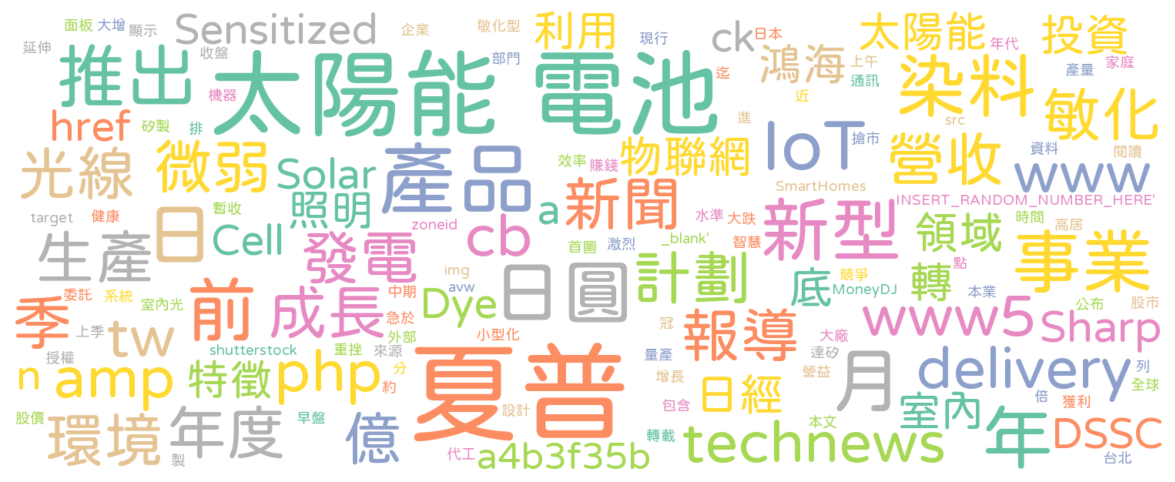 面板 大增 顯示 Sensitized 企業 敏化型 利用 現行 ck 日本 太陽能 年代 投資
延伸 推出 收盤 太陽能 部門 電池 迄 鴻海 上午 通訊 染料 產量 家庭
機器 近 敏化
href 矽製 排 進 IoT 搶市 src
光線 微弱 Solar 產品 效率 賺錢 物聯網 營收 資料 閱讀
SmartHomes www
target 健康 日 暫收 照明 a 新聞 水準 大跌 新型 INSERT_RANDOM_NUMBER_HERE'
生產 Cell 發電 zoneid cb 首圖 激烈 _blank' 智慧 領域 時間 高居 事業
img avw 日圓 計劃 競爭 點
季 委託 系統 室內光 前 成長 中期 Dye 底 MoneyDJ 轉 本業 公布 股市
tw 上季 急於 小型化 冠 報導 大廠 www5 Sharp
授權 shutterstock 重挫 外部 來源 夏普 量產 達矽
n amp 特徵 php 分 約 增長 營益 月 delivery 列 全球
股價 早盤 設計 包含 日經 室內 倍 獲利
環境 年度 億 轉載 本文 年 DSSC
製 代工 a4b3f35b technews 台北